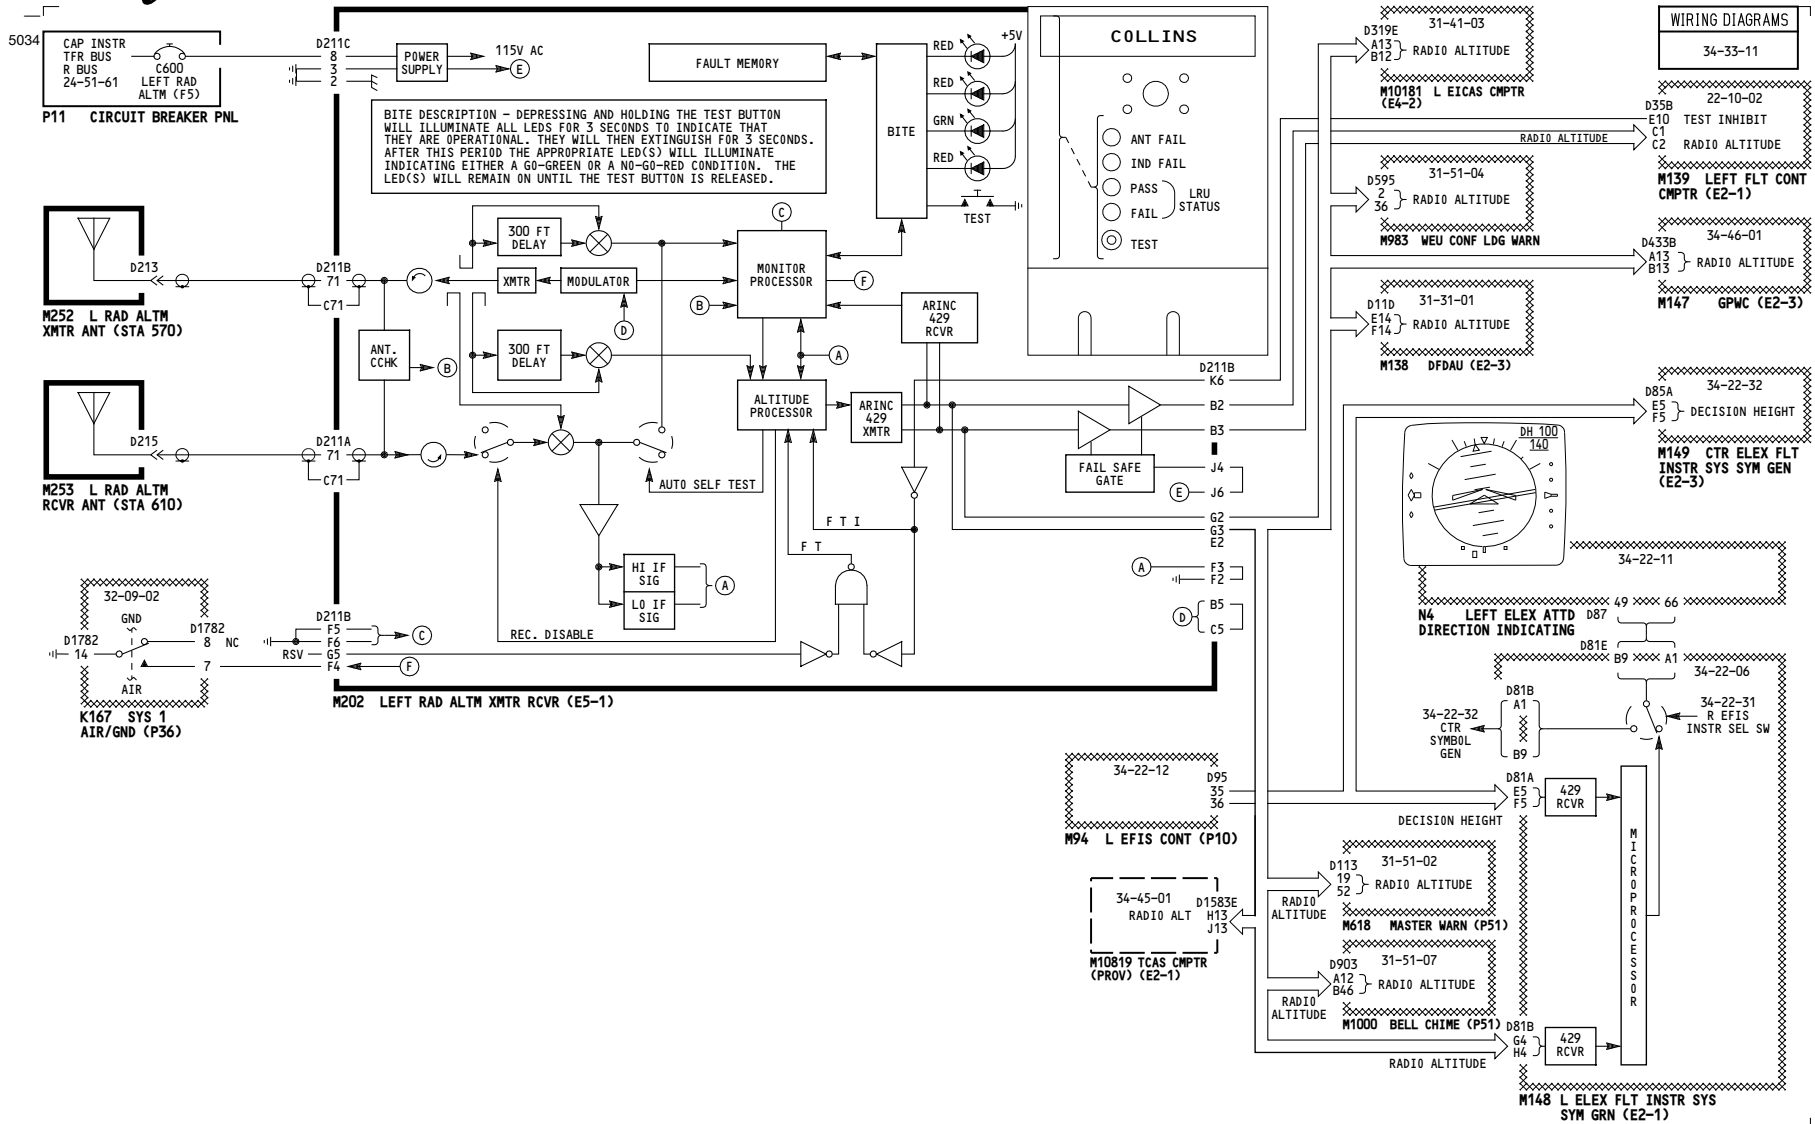 5034
CAP INSTR
TFR BUS
R BUS
24-51-61
C600
LEFT RAD
ALTM (F5)
P11 CIRCUIT BREAKER PNL
D211C
8
3
2
POWER
SUPPLY
115V AC
E
FAULT MEMORY
BITE DESCRIPTION - DEPRESSING AND HOLDING THE TEST BUTTON
WILL ILLUMINATE ALL LEDS FOR 3 SECONDS TO INDICATE THAT
THEY ARE OPERATIONAL. THEY WILL THEN EXTINGUISH FOR 3 SECONDS.
AFTER THIS PERIOD THE APPROPRIATE LED(S) WILL ILLUMINATE
INDICATING EITHER A GO-GREEN OR A NO-GO-RED CONDITION. THE
LED(S) WILL REMAIN ON UNTIL THE TEST BUTTON IS RELEASED.
BITE
RED
RED
GRN
RED
+5V
TEST
COLLINS
ANT FAIL
IND FAIL
PASS
FAIL
LRU
STATUS
TEST
WIRING DIAGRAMS
34-33-11
31-41-03
D319E
A13
B12
RADIO ALTITUDE
M10181 L EICAS CMPTR
(E4-2)
22-10-02
D35B
E10 TEST INHIBIT
C1
C2
RADIO ALTITUDE
RADIO ALTITUDE
M139 LEFT FLT CONT
CMPTR (E2-1)
31-51-04
D595
2
36
RADIO ALTITUDE
M983 WEU CONF LDG WARN
34-46-01
D433B
A13
B13
RADIO ALTITUDE
M147 GPWC (E2-3)
31-31-01
D11D
E14
F14
RADIO ALTITUDE
M138 DFDAU (E2-3)
34-22-32
D85A
E5
F5
DECISION HEIGHT
M149 CTR ELEX FLT
INSTR SYS SYM GEN
(E2-3)
D213
M252 L RAD ALTM
XMTR ANT (STA 570)
D211B
71
C71
D215
M253 L RAD ALTM
RCVR ANT (STA 610)
D211A
71
C71
ANT.
CCHK
B
300 FT
DELAY
XMTR
MODULATOR
D
300 FT
DELAY
C
MONITOR
PROCESSOR
F
B
A
ARINC
429
RCVR
ALTITUDE
PROCESSOR
ARINC
429
XMTR
AUTO SELF TEST
F T I
F T
HI IF
SIG
LO IF
SIG
A
REC. DISABLE
FAIL SAFE
GATE
D211B
K6
B2
B3
J4
J6
E
G2
G3
E2
A
F3
F2
D
B5
C5
32-09-02
GND
D1782
14
D1782
8 NC
7
AIR
K167 SYS 1
AIR/GND (P36)
D211B
F5
F6
RSV G5
F4
C
F
M202 LEFT RAD ALTM XMTR RCVR (E5-1)
DH 100
140
34-22-11
N4 LEFT ELEX ATTD
DIRECTION INDICATING
D87
49 66
D81E
B9 A1
34-22-06
D81B
A1
B9
34-22-32
CTR
SYMBOL
GEN
34-22-31
R EFIS
INSTR SEL SW
34-22-12
D95
35
36
M94 L EFIS CONT (P10)
DECISION HEIGHT
D81A
E5
F5
429
RCVR
MICROPROCESSOR
34-45-01
RADIO ALT
D1583E
H13
J13
M10819 TCAS CMPTR
(PROV) (E2-1)
31-51-02
D113
19
52
RADIO ALTITUDE
RADIO
ALTITUDE
M618 MASTER WARN (P51)
31-51-07
D903
A12
B46
RADIO ALTITUDE
RADIO
ALTITUDE
M1000 BELL CHIME (P51)
D81B
G4
H4
429
RCVR
RADIO ALTITUDE
M148 L ELEX FLT INSTR SYS
SYM GRN (E2-1)